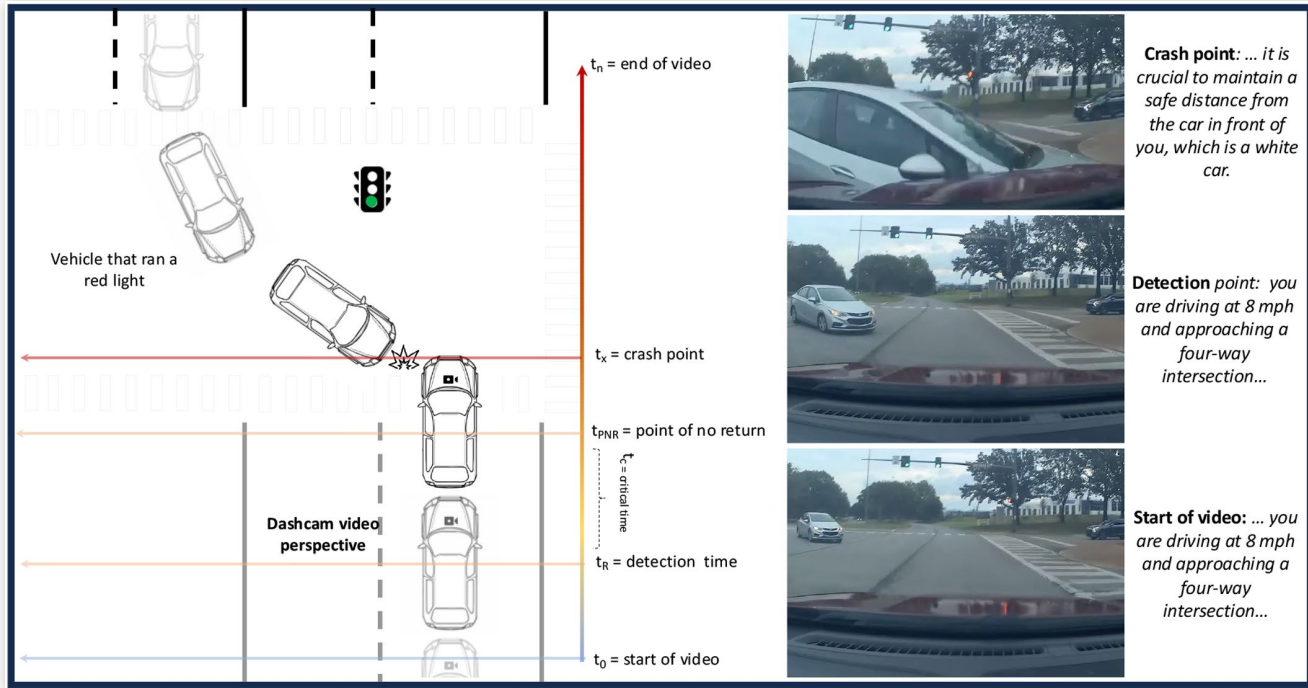 tn = end of video
Vehicle that ran a
red light
tx = crash point
tPNR = point of no return
tc = critical time
Dashcam video
perspective
tR = detection time
t0 = start of video
Crash point: ... it is
crucial to maintain a
safe distance from
the car in front of
you, which is a white
car.
Detection point: you
are driving at 8 mph
and approaching a
four-way
intersection...
Start of video: ... you
are driving at 8 mph
and approaching a
four-way
intersection...